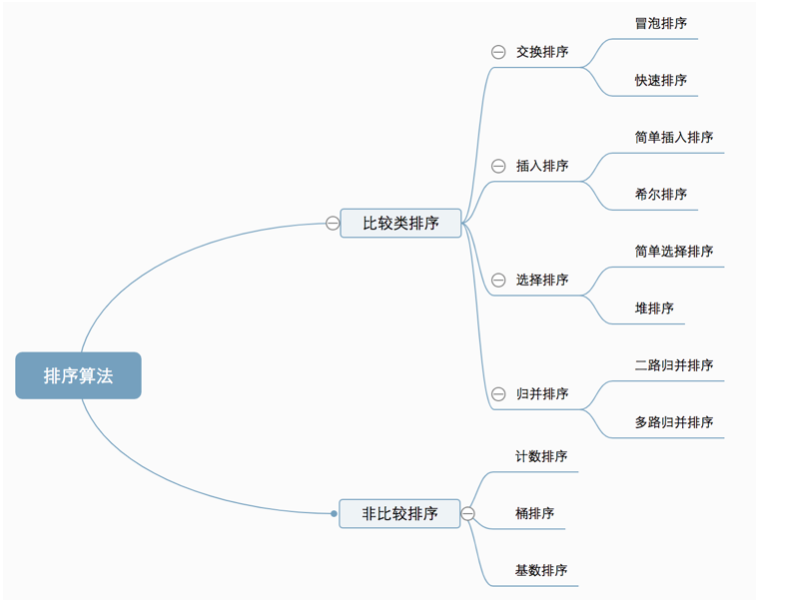 排序算法
比较类排序
交换排序
冒泡排序
快速排序
插入排序
简单插入排序
希尔排序
选择排序
简单选择排序
堆排序
归并排序
二路归并排序
多路归并排序
非比较排序
计数排序
桶排序
基数排序